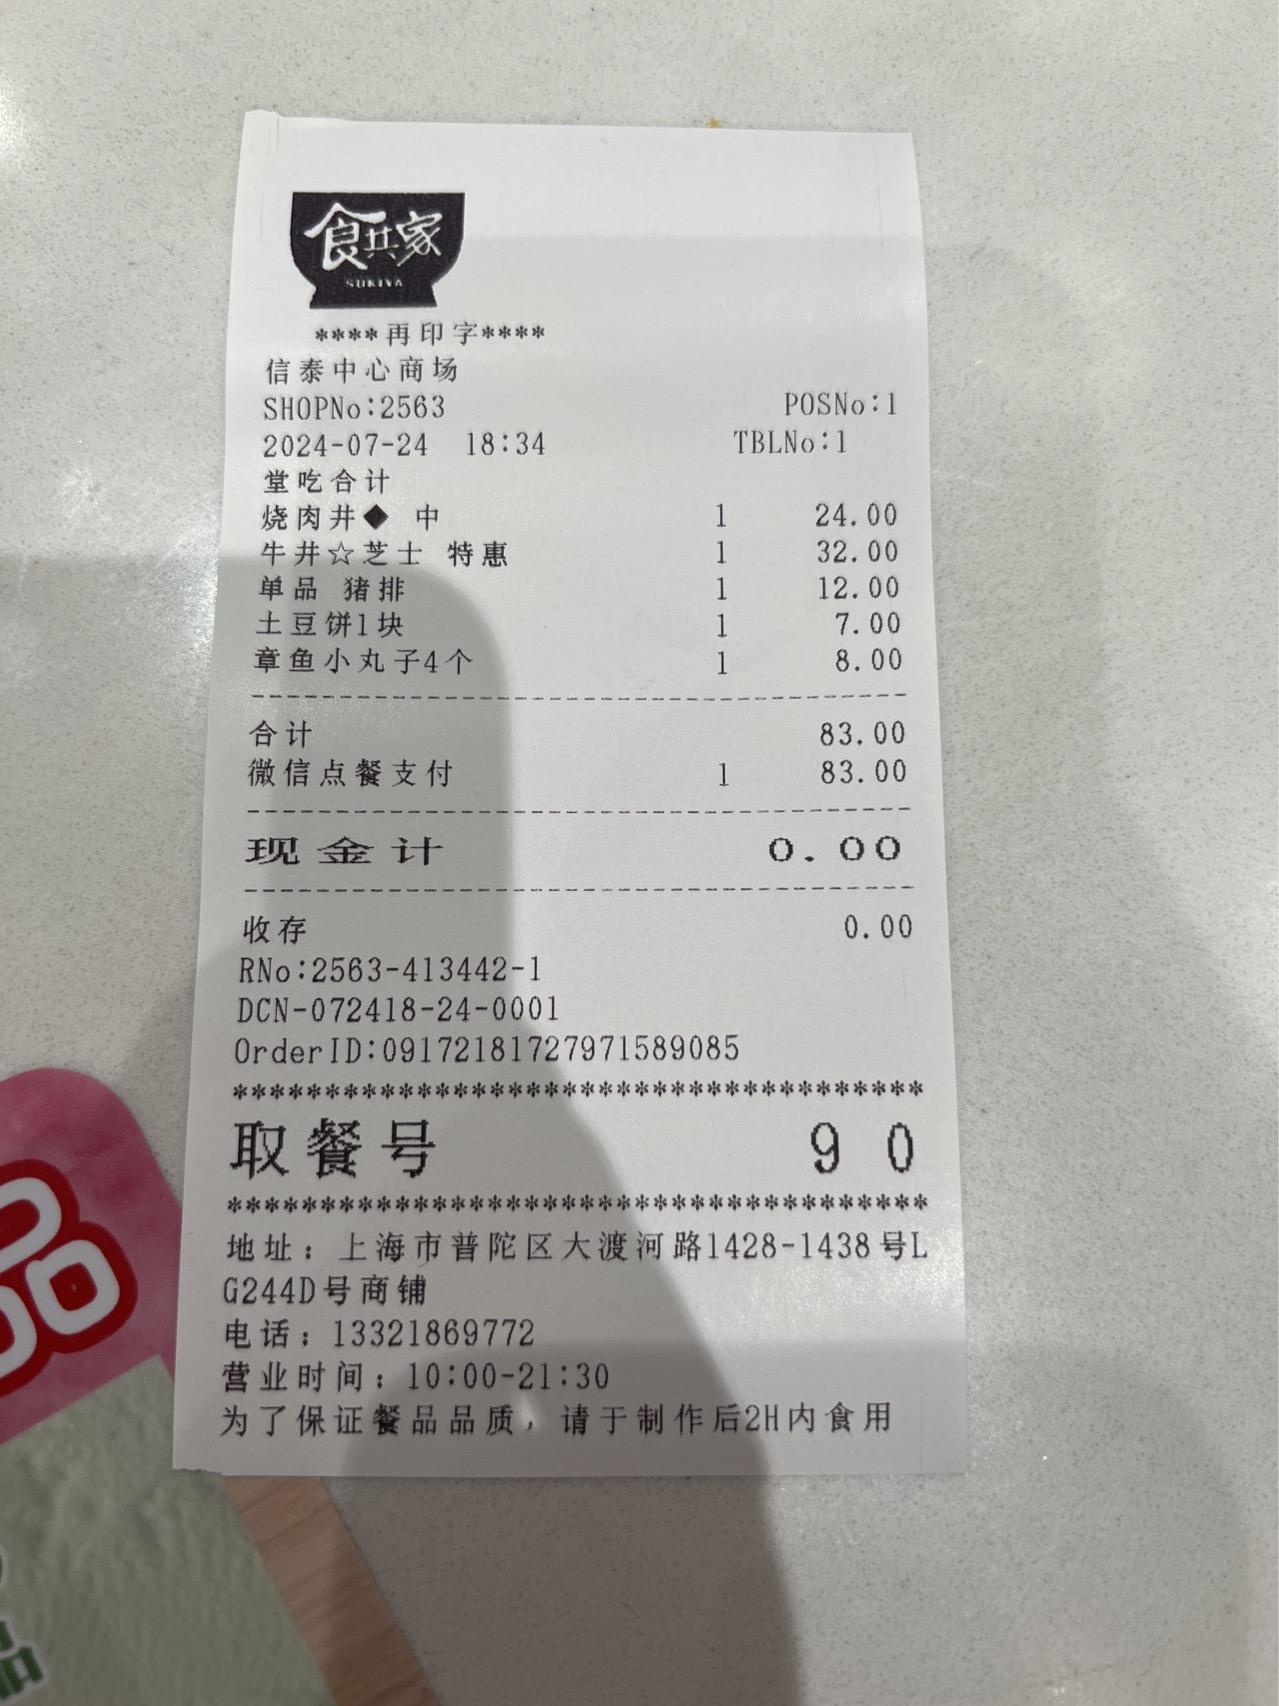 食其家
SUKIYA
****再印字****
信泰中心商场
SHOPNo:2563 POSNo:1
2024-07-24 18:34 TBLNo:1
堂吃合计
烧肉井◆ 中 1 24.00
牛井☆芝士 特惠 1 32.00
单品 猪排 1 12.00
土豆饼1块 1 7.00
章鱼小丸子4个 1 8.00
合计 83.00
微信点餐支付 1 83.00
现金计 0.00
收存 0.00
RNo:2563-413442-1
DCN-072418-24-0001
OrderID:09172181727971589085
**************************************
取餐号 90
**************************************
地址：上海市普陀区大渡河路1428-1438号L
G244D号商铺
电话：13321869772
营业时间：10:00-21:30
为了保证餐品品质，请于制作后2H内食用
品